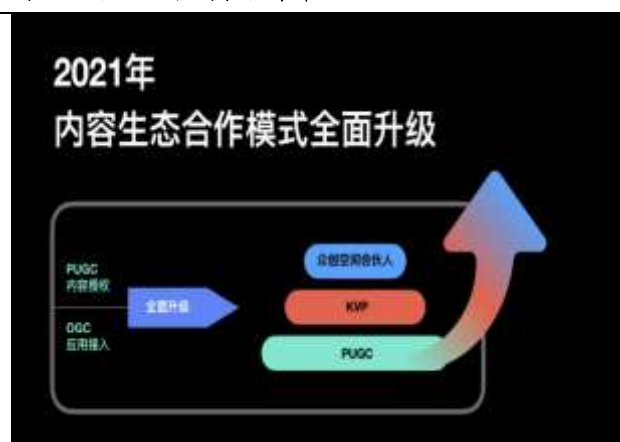 2021年
内容生态合作模式全面升级
PUGC
内容授权
全面升级
OGC
应用接入
众创空间合伙人
KVP
PUGC